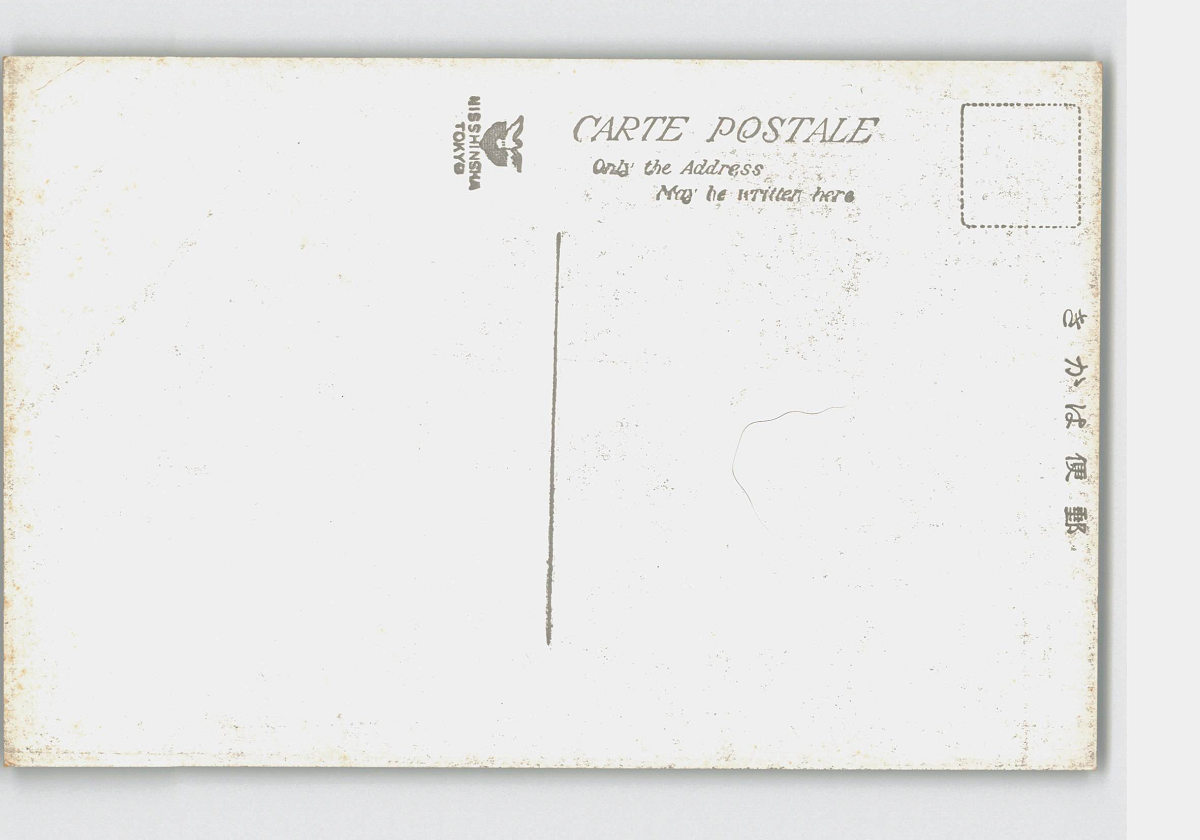 NISSHINSHA
TOKYO
CARTE POSTALE
Only the Address
May be written here
郵便はかき